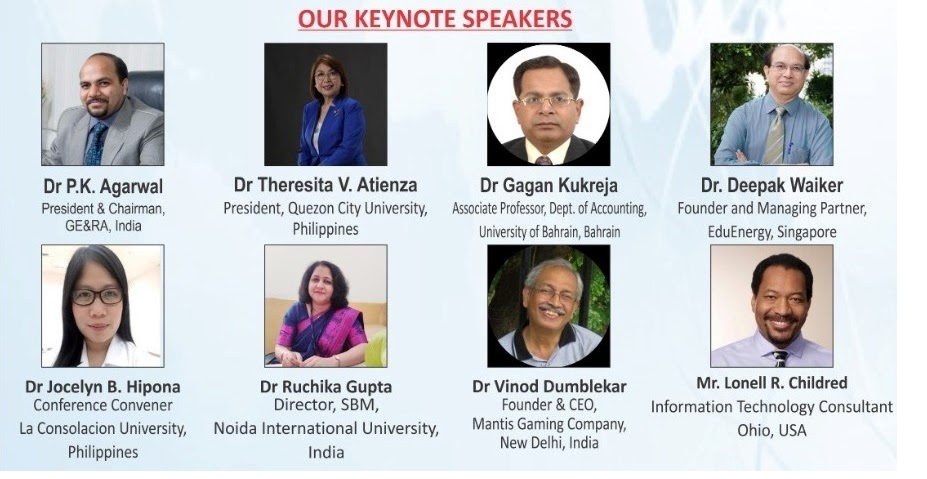 OUR KEYNOTE SPEAKERS
Dr P.K. Agarwal
President & Chairman,
GE&RA, India
Dr Theresita V. Atienza
President, Quezon City University,
Philippines
Dr Gagan Kukreja
Associate Professor, Dept. of Accounting,
University of Bahrain, Bahrain
Dr. Deepak Waiker
Founder and Managing Partner,
EduEnergy, Singapore
Dr Jocelyn B. Hipona
Conference Convener
La Consolacion University,
Philippines
Dr Ruchika Gupta
Director, SBM,
Noida International University,
India
Dr Vinod Dumblekar
Founder & CEO,
Mantis Gaming Company,
New Delhi, India
Mr. Lonell R. Childred
Information Technology Consultant
Ohio, USA